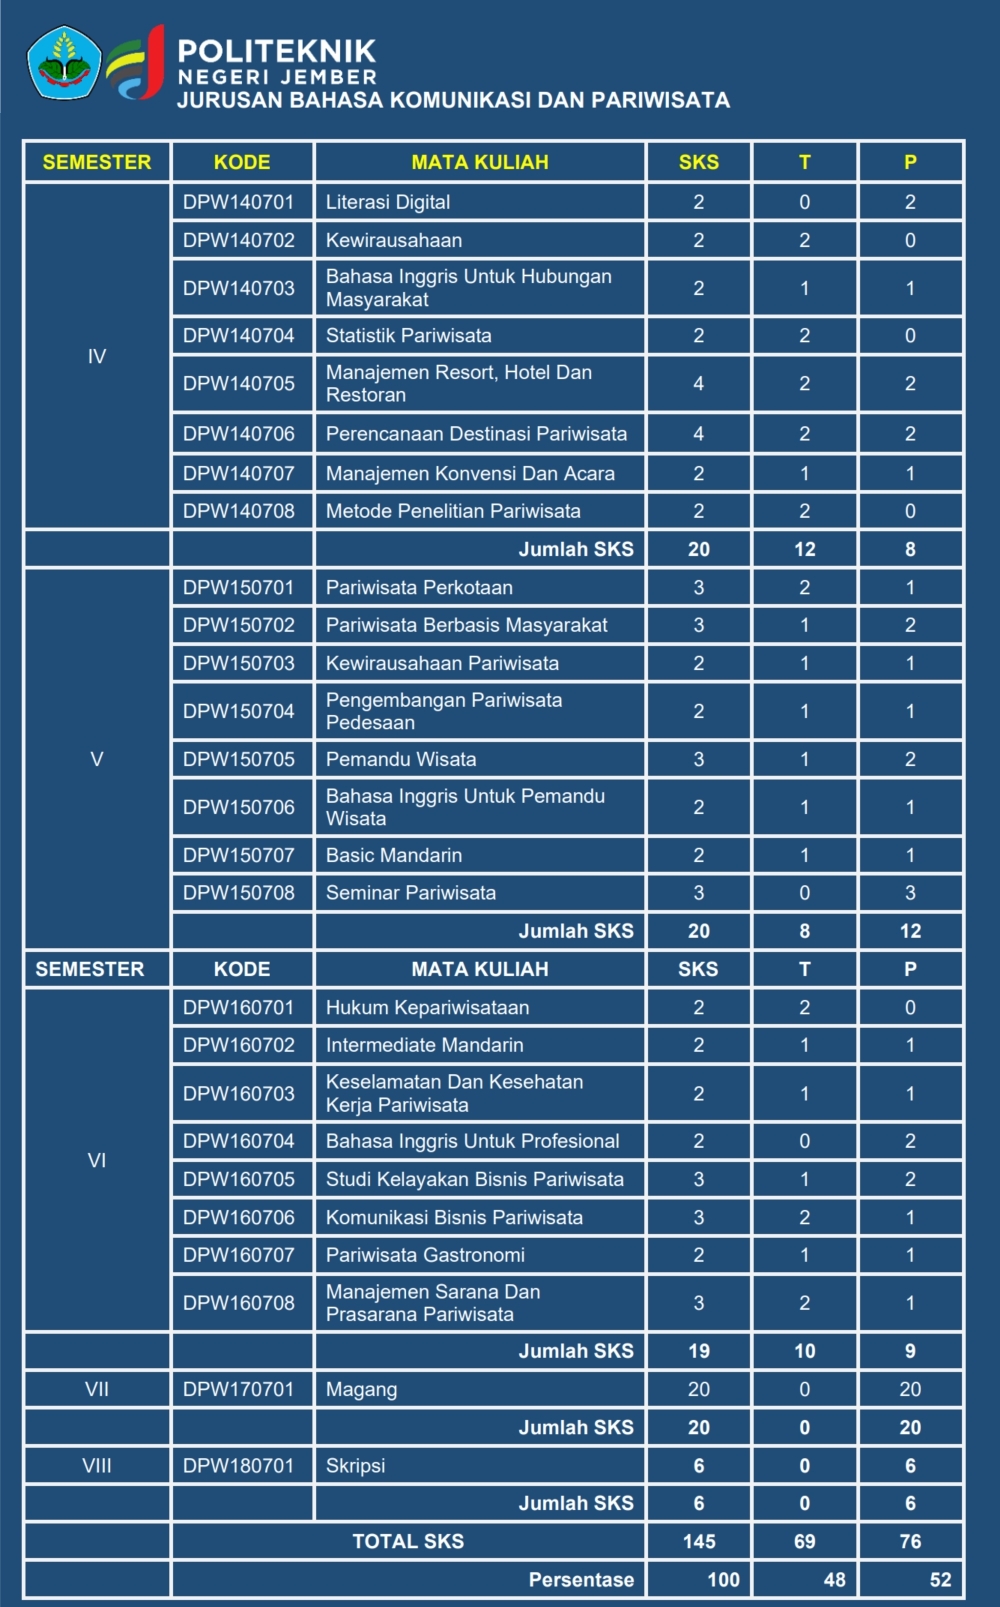 POLITEKNIK
NEGERI JEMBER
JURUSAN BAHASA KOMUNIKASI DAN PARIWISATA
SEMESTER KODE MATA KULIAH SKS T P
DPW140701 Literasi Digital 2 0 2
DPW140702 Kewirausahaan 2 2 0
DPW140703 Bahasa Inggris Untuk Hubungan
Masyarakat 2 1 1
DPW140704 Statistik Pariwisata 2 2 0
IV
DPW140705 Manajemen Resort, Hotel Dan
Restoran 4 2 2
DPW140706 Perencanaan Destinasi Pariwisata 4 2 2
DPW140707 Manajemen Konvensi Dan Acara 2 1 1
DPW140708 Metode Penelitian Pariwisata 2 2 0
Jumlah SKS 20 12 8
DPW150701 Pariwisata Perkotaan 3 2 1
DPW150702 Pariwisata Berbasis Masyarakat 3 1 2
DPW150703 Kewirausahaan Pariwisata 2 1 1
DPW150704 Pengembangan Pariwisata
Pedesaan 2 1 1
V DPW150705 Pemandu Wisata 3 1 2
DPW150706 Bahasa Inggris Untuk Pemandu
Wisata 2 1 1
DPW150707 Basic Mandarin 2 1 1
DPW150708 Seminar Pariwisata 3 0 3
Jumlah SKS 20 8 12
SEMESTER KODE MATA KULIAH SKS T P
DPW160701 Hukum Kepariwisataan 2 2 0
DPW160702 Intermediate Mandarin 2 1 1
DPW160703 Keselamatan Dan Kesehatan
Kerja Pariwisata 2 1 1
DPW160704 Bahasa Inggris Untuk Profesional 2 0 2
VI
DPW160705 Studi Kelayakan Bisnis Pariwisata 3 1 2
DPW160706 Komunikasi Bisnis Pariwisata 3 2 1
DPW160707 Pariwisata Gastronomi 2 1 1
DPW160708 Manajemen Sarana Dan
Prasarana Pariwisata 3 2 1
Jumlah SKS 19 10 9
VII DPW170701 Magang 20 0 20
Jumlah SKS 20 0 20
VIII DPW180701 Skripsi 6 0 6
Jumlah SKS 6 0 6
TOTAL SKS 145 69 76
Persentase 100 48 52